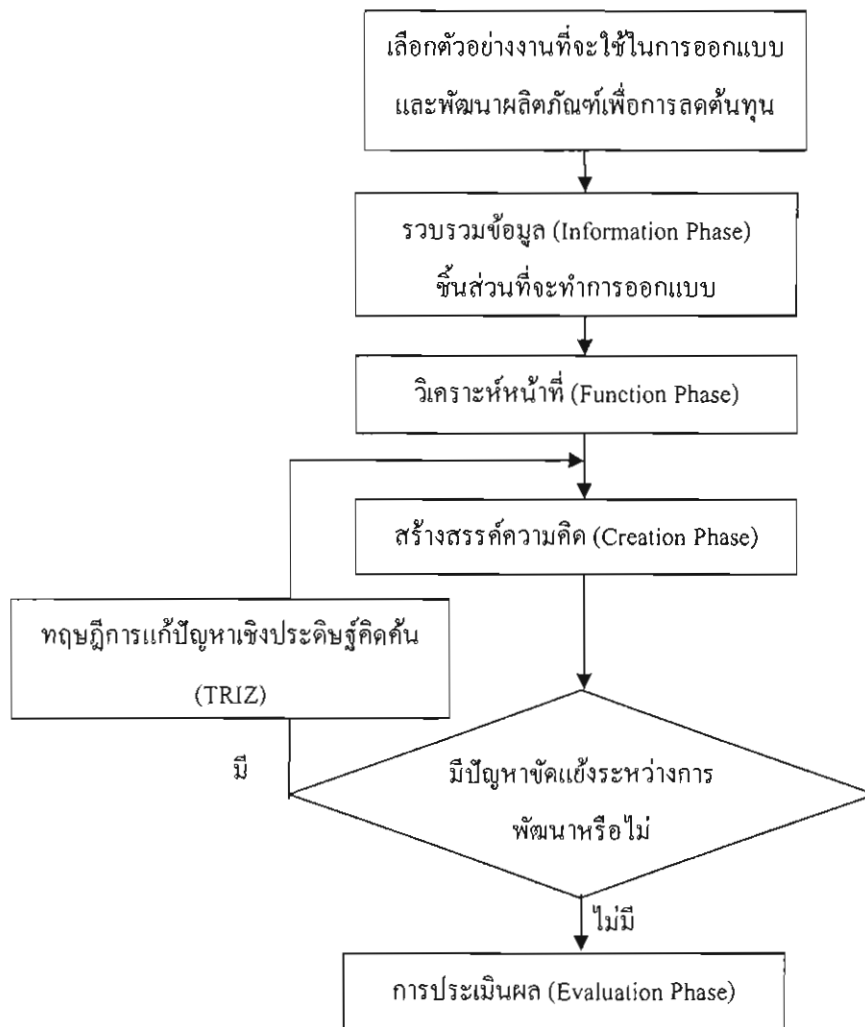 เลือกตัวอย่างงานที่จะใช้ในการออกแบบ
และพัฒนาผลิตภัณฑ์เพื่อการลดต้นทุน
รวบรวมข้อมูล (Information Phase)
ชิ้นส่วนที่จะทำการออกแบบ
วิเคราะห์หน้าที่ (Function Phase)
สร้างสรรค์ความคิด (Creation Phase)
ทฤษฎีการแก้ปัญหาเชิงประดิษฐ์คิดค้น
(TRIZ)
มี
มีปัญหาขัดแย้งระหว่างการ
พัฒนาหรือไม่
ไม่มี
การประเมินผล (Evaluation Phase)